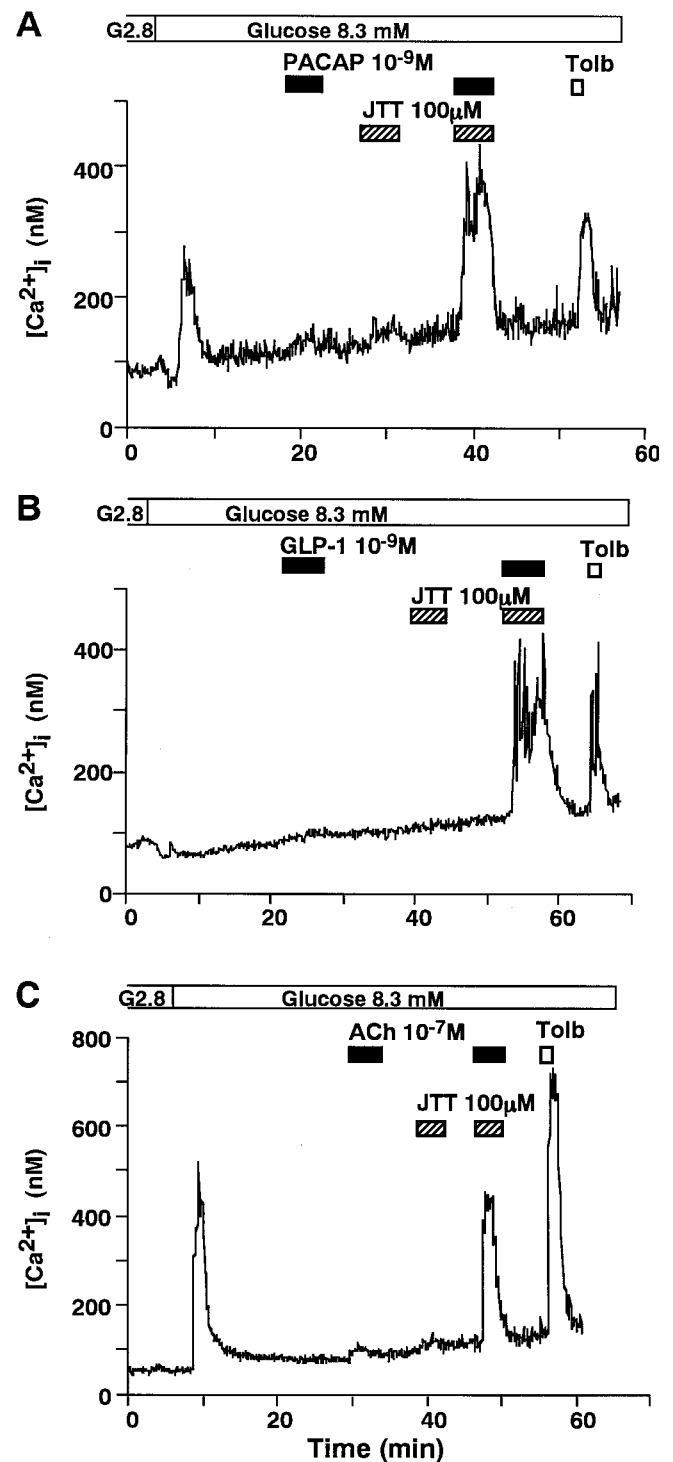 A
G2.8 Glucose 8.3 mM
PACAP 10-9M
Tolb
JTT 100μM
400
200
0
[Ca2+]i (nM)
0 20 40 60
B
G2.8 Glucose 8.3 mM
GLP-1 10-9M
Tolb
JTT 100μM
400
200
0
[Ca2+]i (nM)
0 20 40 60
C
G2.8 Glucose 8.3 mM
ACh 10-7M
Tolb
JTT 100μM
800
600
400
200
0
[Ca2+]i (nM)
0 20 40 60
Time (min)